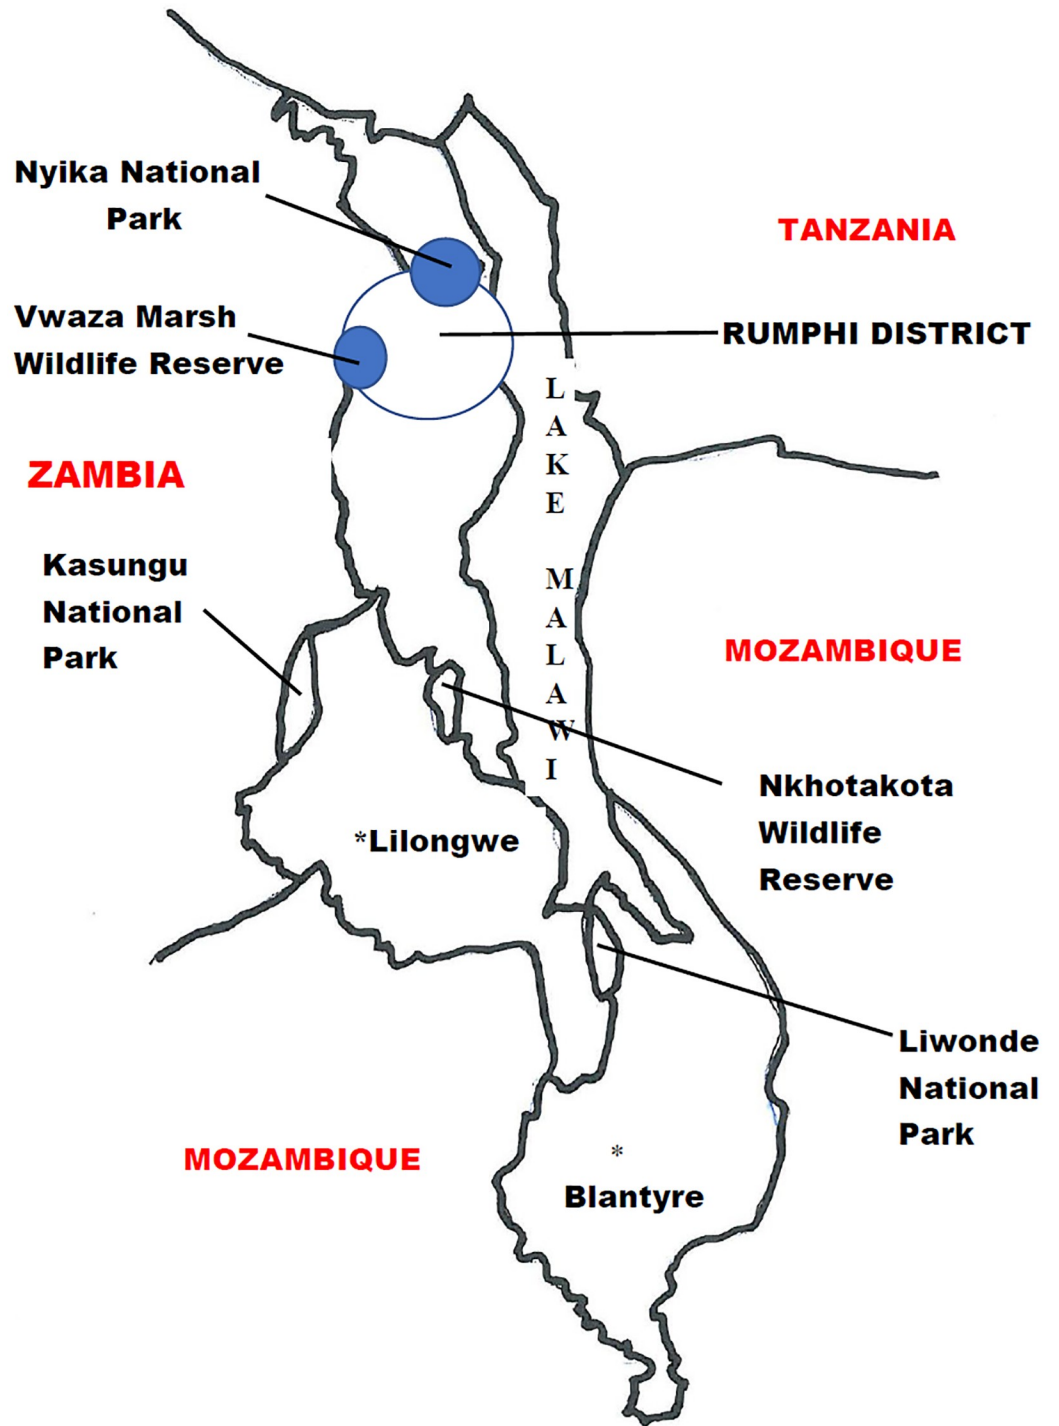 Nyika National
Park
TANZANIA
Vwaza Marsh
Wildlife Reserve
RUMPHI DISTRICT
L
A
K
E
M
A
L
A
W
I
ZAMBIA
Kasungu
National
Park
MOZAMBIQUE
Nkhotakota
Wildlife
Reserve
*Lilongwe
Liwonde
National
Park
MOZAMBIQUE
*
Blantyre